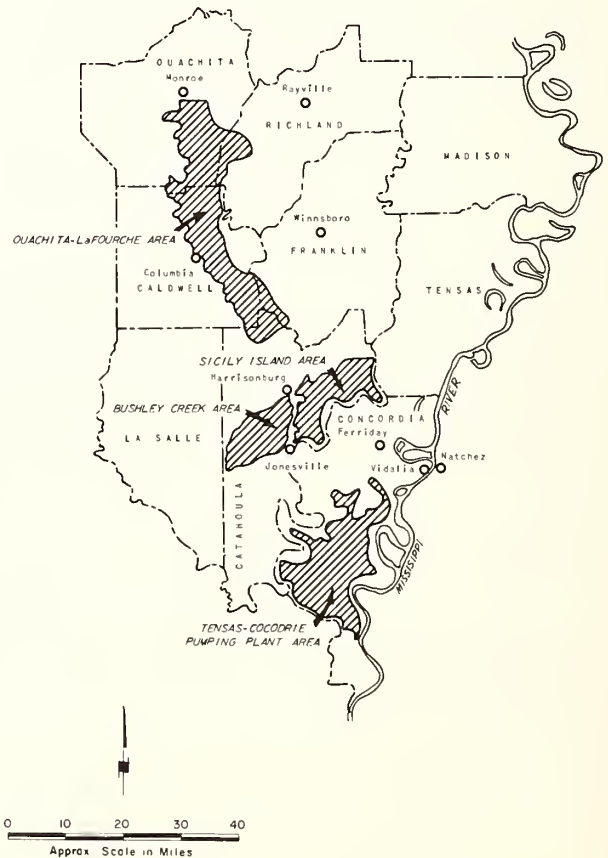 OUACHITA
Monroe
Rayville
RICHLAND
MADISON
Winnsboro
FRANKLIN
OUACHITA-LaFOURCHE AREA
Columbia
CALDWELL
TENSAS
SICILY ISLAND AREA
Harrisonburg
BUSHLEY CREEK AREA
CONCORDIA
Ferriday
LA SALLE
Jonesville
Vidalia
Natchez
RIVER
MISSISSIPPI
CATAHOULA
TENSAS-COCODRIE
PUMPING PLANT AREA
0 10 20 30 40
Approx Scale in Miles